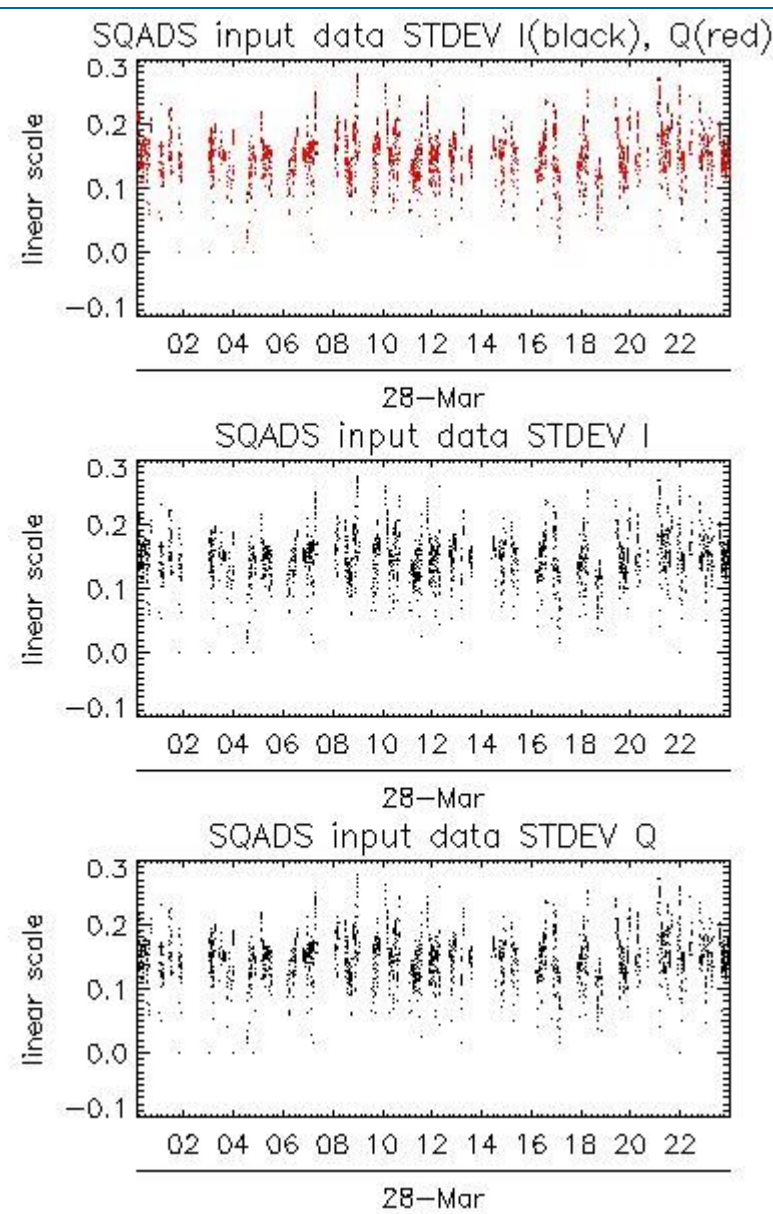 SQADS input data STDEV I(black), Q(red)
0.3
0.2
0.1
0.0
−0.1
linear scale
02 04 06 08 10 12 14 16 18 20 22
28−Mar
SQADS input data STDEV I
0.3
0.2
0.1
0.0
−0.1
linear scale
02 04 06 08 10 12 14 16 18 20 22
28−Mar
SQADS input data STDEV Q
0.3
0.2
0.1
0.0
−0.1
linear scale
02 04 06 08 10 12 14 16 18 20 22
28−Mar